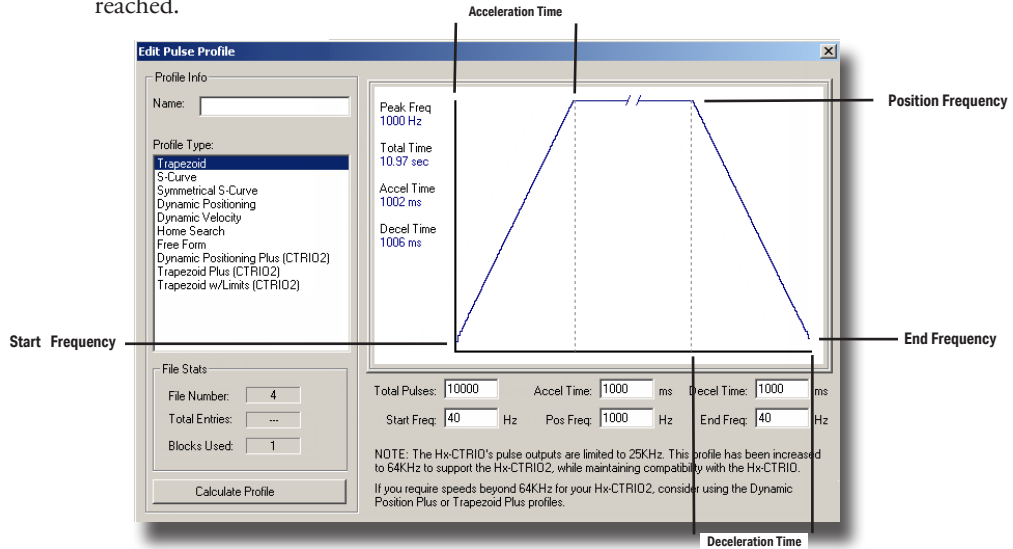 reached.
Acceleration Time
Edit Pulse Profile
Profile Info
Name:
Profile Type:
Trapezoid
S-Curve
Symmetrical S-Curve
Dynamic Positioning
Dynamic Velocity
Home Search
Free Form
Dynamic Positioning Plus (CTRIO2)
Trapezoid Plus (CTRIO2)
Trapezoid w/Limits (CTRIO2)
Peak Freq
1000 Hz
Total Time
10.97 sec
Accel Time
1002 ms
Decel Time
1006 ms
Position Frequency
Start Frequency
End Frequency
File Stats
File Number: 4
Total Entries: ---
Blocks Used: 1
Calculate Profile
Total Pulses: 10000 Accel Time: 1000 ms Decel Time: 1000 ms
Start Freq: 40 Hz Pos Freq: 1000 Hz End Freq: 40 Hz
NOTE: The Hx-CTRIO's pulse outputs are limited to 25KHz. This profile has been increased
to 64KHz to support the Hx-CTRIO2, while maintaining compatibility with the Hx-CTRIO.
If you require speeds beyond 64KHz for your Hx-CTRIO2, consider using the Dynamic
Position Plus or Trapezoid Plus profiles.
Deceleration Time